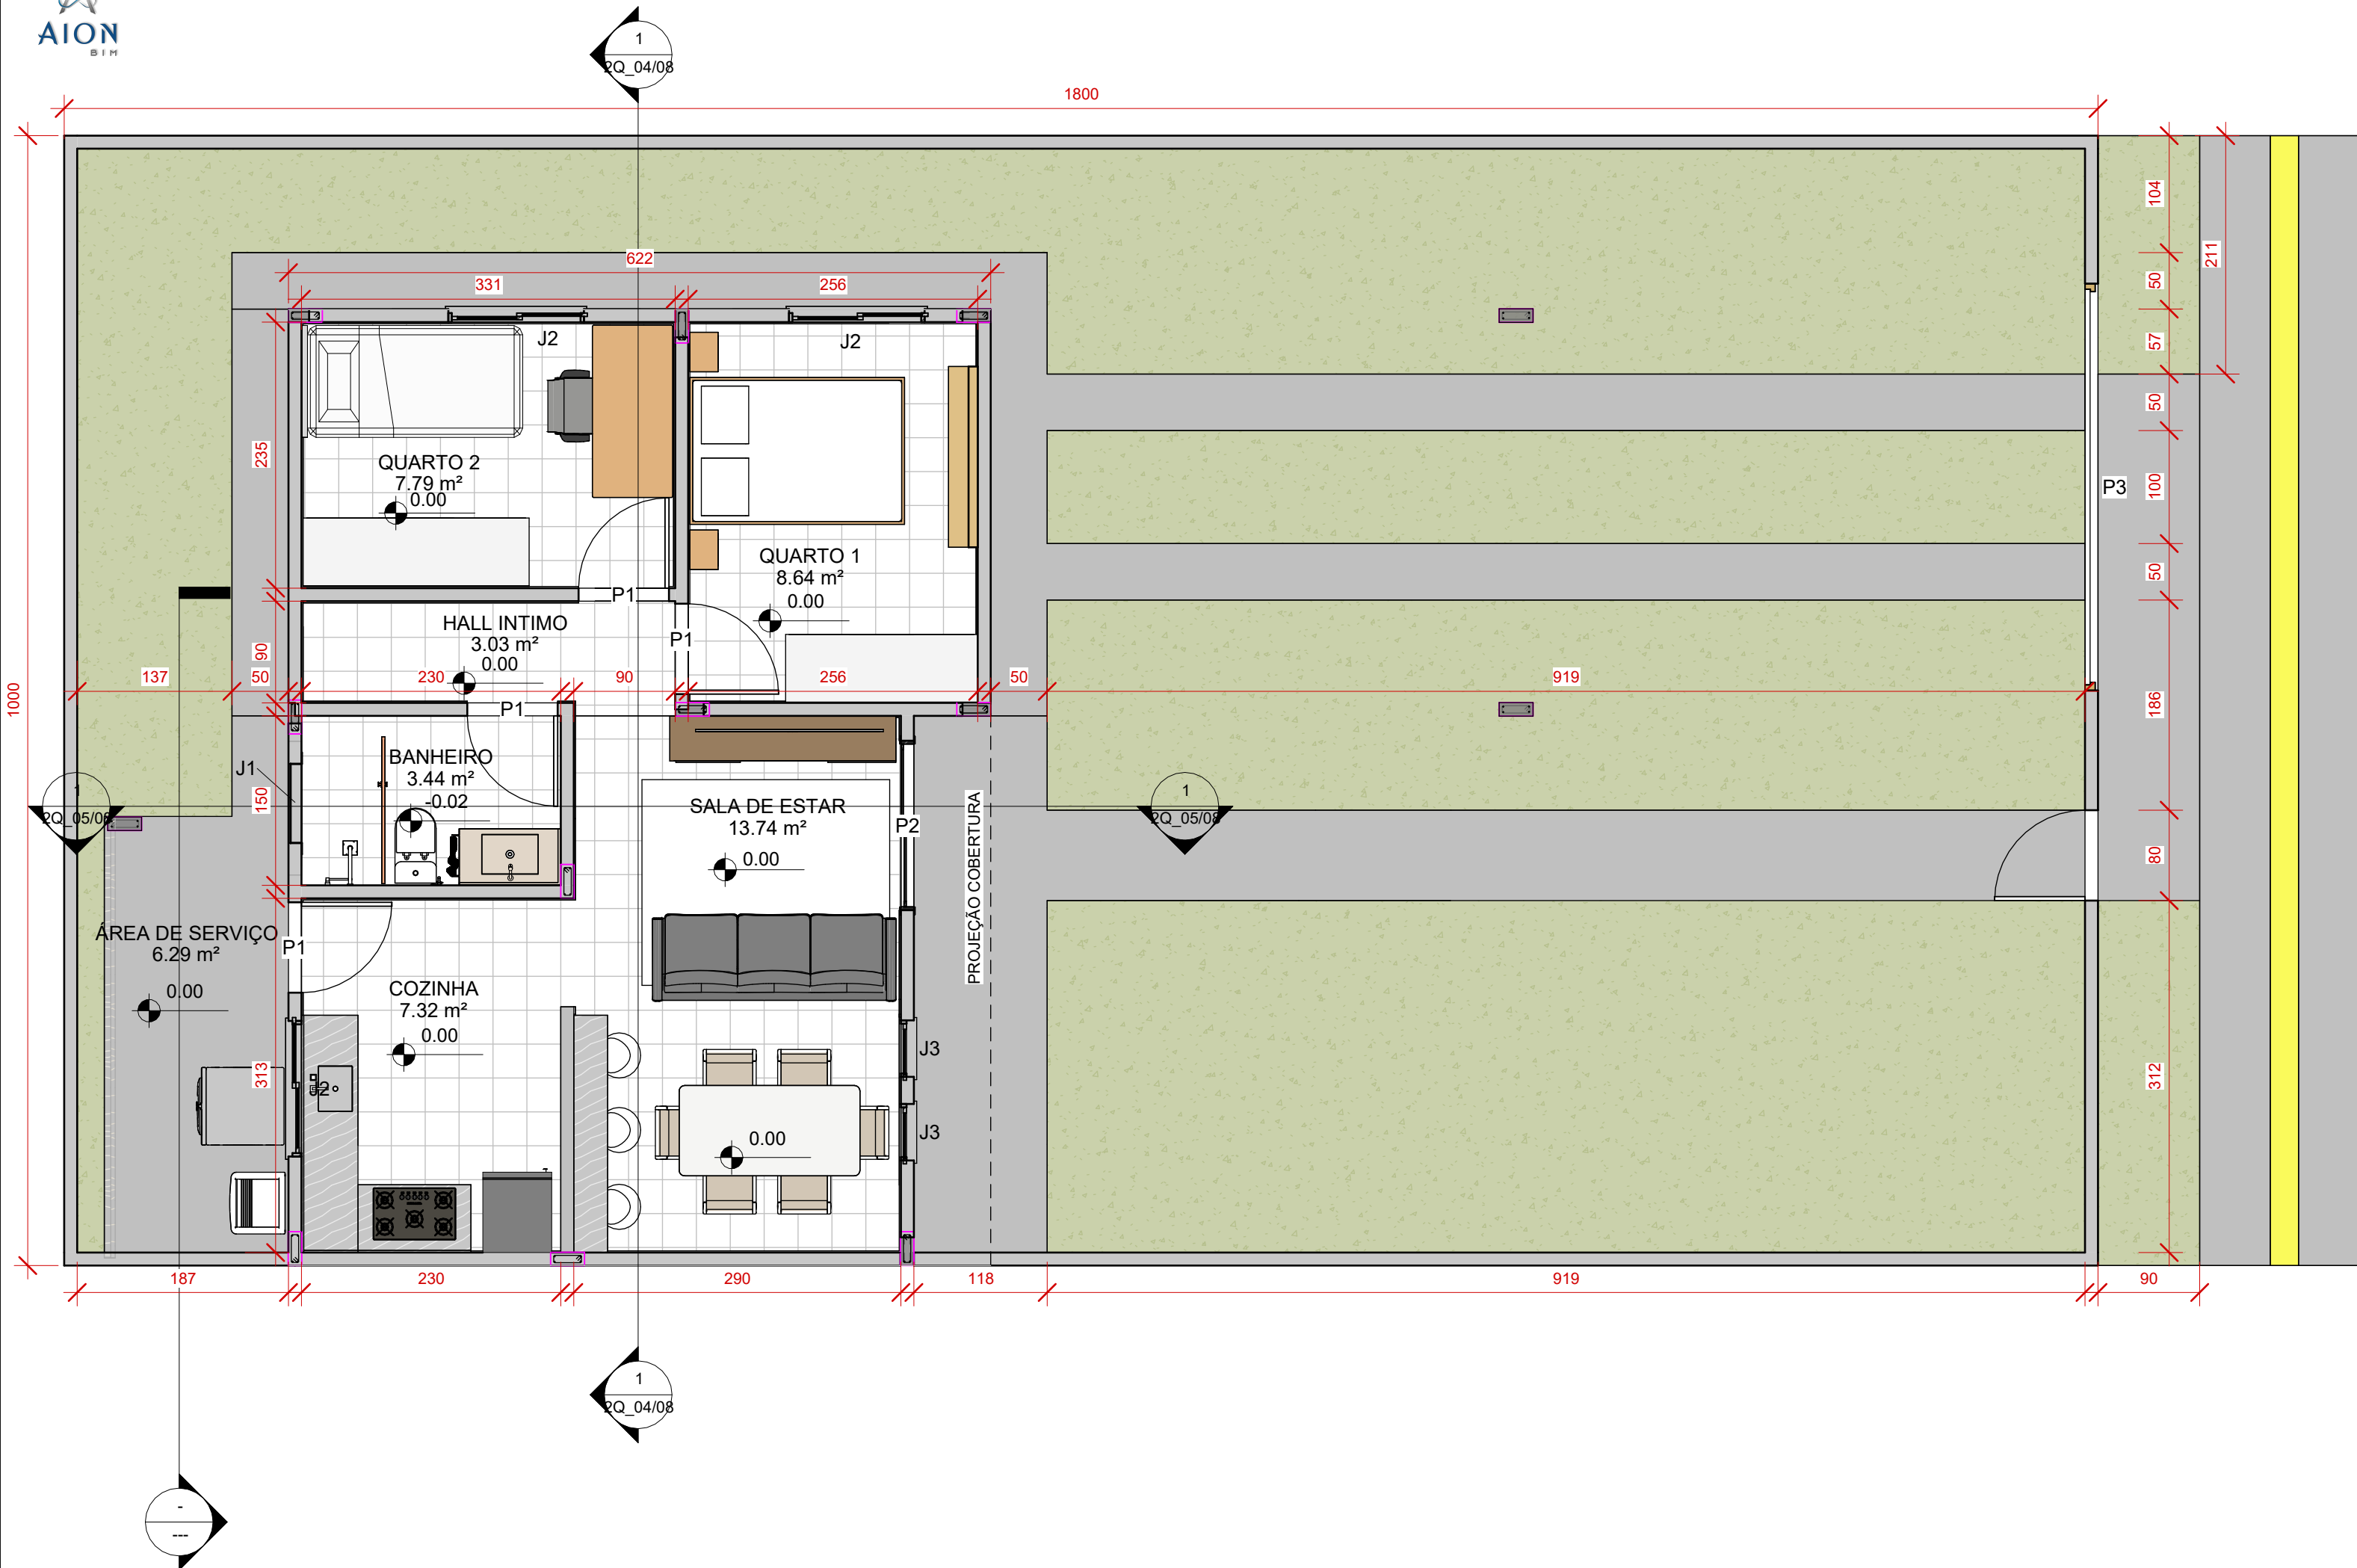 AION
BIM
1
2Q_04/08
1800
1000
622
331
256
104
50
211
57
50
100
50
186
80
312
P3
J2
J2
235
QUARTO 2
7.79 m²
0.00
QUARTO 1
8.64 m²
0.00
P1
HALL INTIMO
3.03 m²
0.00
P1
90
137
50
230
90
256
50
919
P1
J1
BANHEIRO
3.44 m²
-0.02
150
1
2Q_05/08
SALA DE ESTAR
13.74 m²
0.00
P2
PROJEÇÃO COBERTURA
1
2Q_05/08
ÁREA DE SERVIÇO
6.29 m²
0.00
P1
COZINHA
7.32 m²
0.00
313
J2
J3
J3
0.00
187
230
290
118
919
90
1
2Q_04/08
-
---